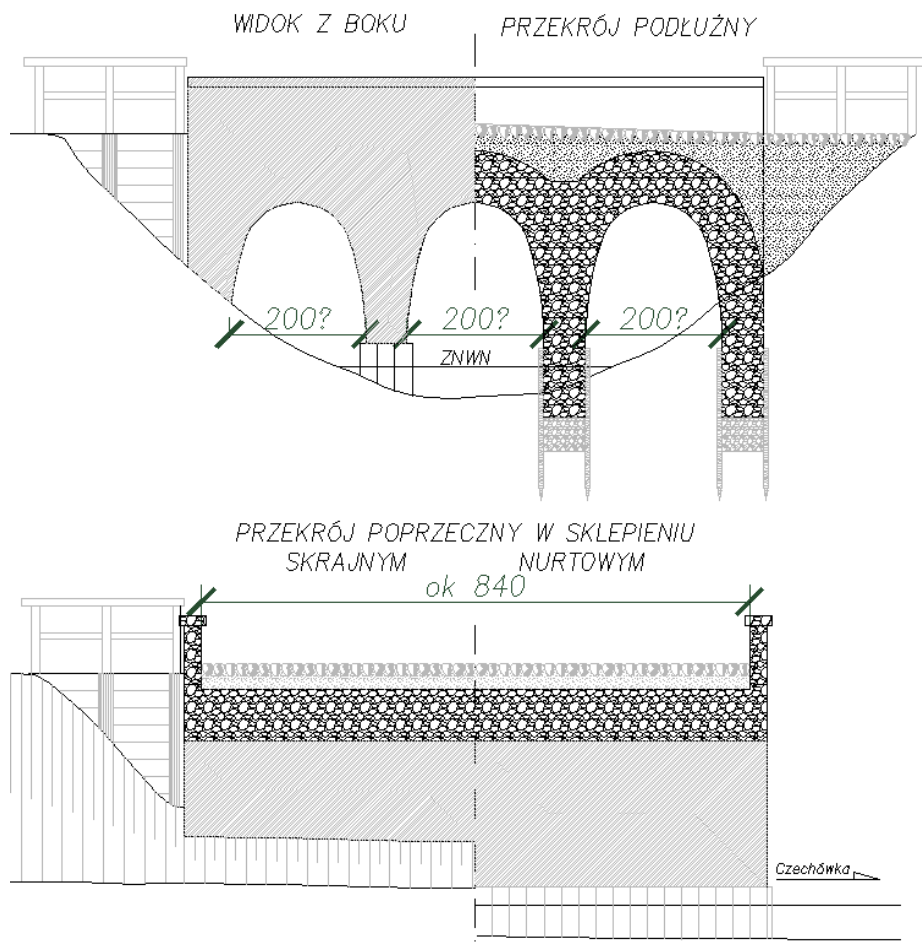 WIDOK Z BOKU
PRZEKRÓJ PODŁUŻNY
200?
200?
200?
ZNWN
PRZEKRÓJ POPRZECZNY W SKLEPIENIU
SKRAJNYM NURTOWYM
ok 840
Czechówka